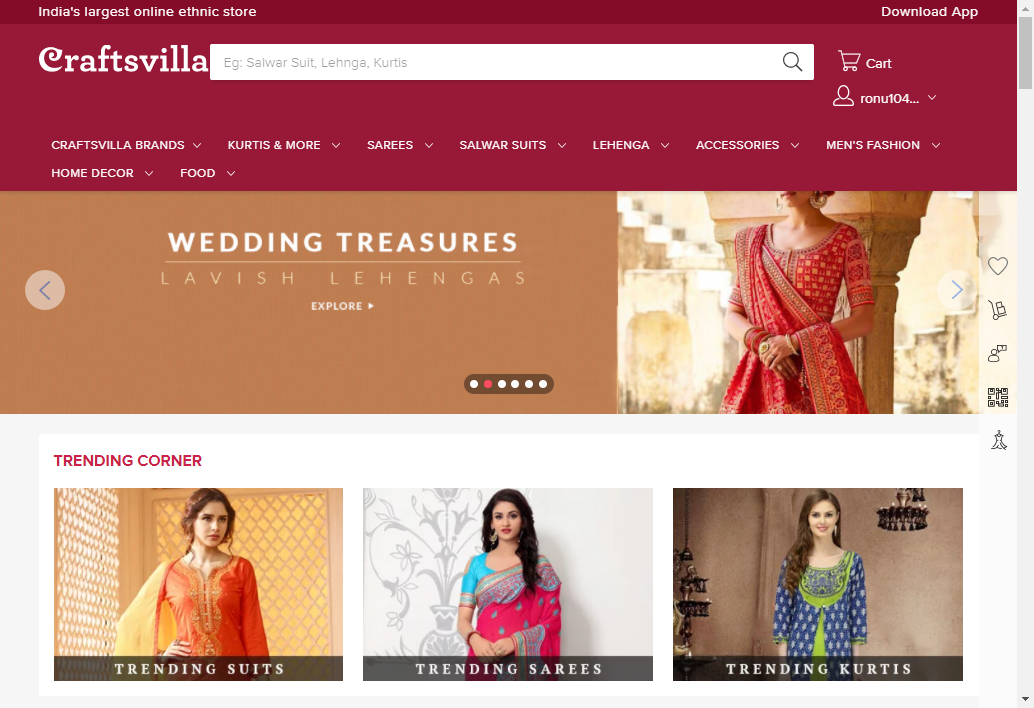 India's largest online ethnic store
Download App
Craftsvilla
Eg: Salwar Suit, Lehnga, Kurtis
Cart
ronu104...
CRAFTSVILLA BRANDS
KURTIS & MORE
SAREES
SALWAR SUITS
LEHENGA
ACCESSORIES
MEN'S FASHION
HOME DECOR
FOOD
WEDDING TREASURES
LAVISH LEHENGAS
EXPLORE
TRENDING CORNER
TRENDING SUITS
TRENDING SAREES
TRENDING KURTIS